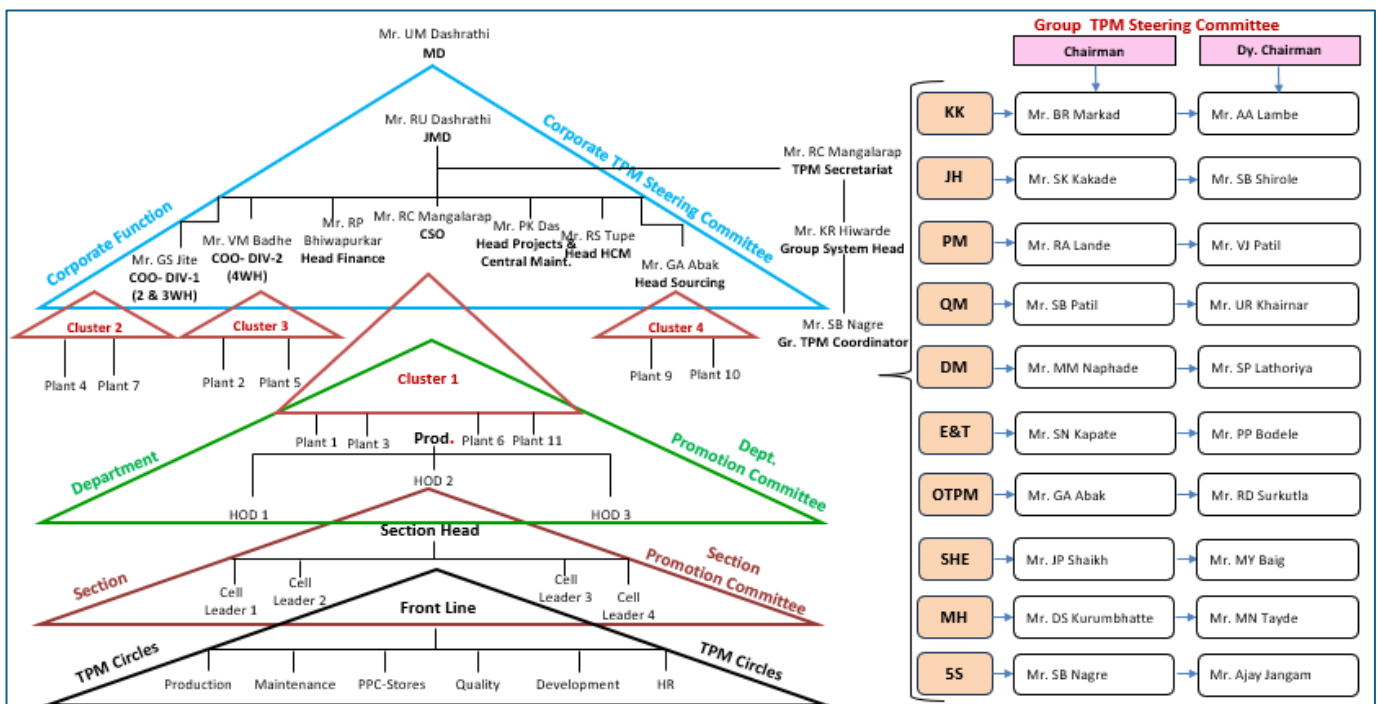 Mr. UM Dashrathi
MD
Mr. RU Dashrathi
JMD
Corporate Function
Corporate TPM Steering Committee
Mr. RC Mangalarap
TPM Secretariat
Mr. KR Hiwarde
Group System Head
Mr. SB Nagre
Gr. TPM Coordinator
Mr. GS Jite
COO- DIV-1
(2 & 3WH)
Mr. VM Badhe
COO- DIV-2
(4WH)
Mr. RP
Bhiwapurkar
Head Finance
Mr. RC Mangalarap
CSO
Mr. PK Das
Head Projects &
Central Maint.
Mr. RS Tupe
Head HCM
Mr. GA Abak
Head Sourcing
Cluster 2
Plant 4
Plant 7
Cluster 3
Plant 2
Plant 5
Cluster 1
Plant 1
Plant 3
Plant 6
Plant 11
Cluster 4
Plant 9
Plant 10
Department
Dept.
Promotion Committee
Prod.
HOD 1
HOD 2
HOD 3
Section
Section
Promotion Committee
Section Head
Cell
Leader 1
Cell
Leader 2
Cell
Leader 3
Cell
Leader 4
TPM Circles
TPM Circles
Front Line
Production
Maintenance
PPC-Stores
Quality
Development
HR
Group TPM Steering Committee
Chairman
Dy. Chairman
KK
Mr. BR Markad
Mr. AA Lambe
JH
Mr. SK Kakade
Mr. SB Shirole
PM
Mr. RA Lande
Mr. VJ Patil
QM
Mr. SB Patil
Mr. UR Khairnar
DM
Mr. MM Naphade
Mr. SP Lathoriya
E&T
Mr. SN Kapate
Mr. PP Bodele
OTPM
Mr. GA Abak
Mr. RD Surkutla
SHE
Mr. JP Shaikh
Mr. MY Baig
MH
Mr. DS Kurumbhatte
Mr. MN Tayde
5S
Mr. SB Nagre
Mr. Ajay Jangam